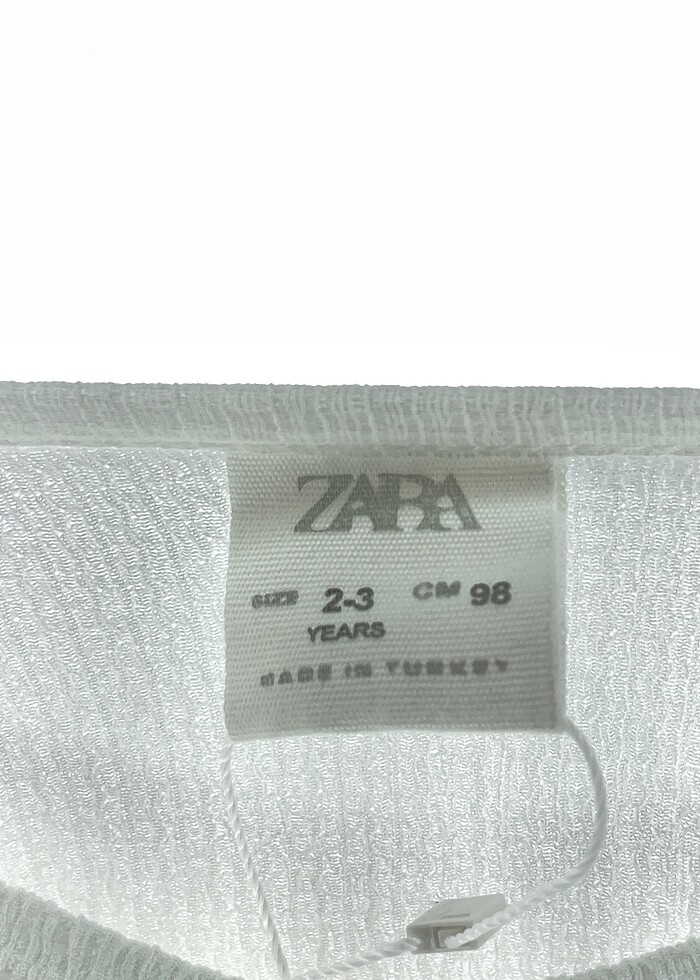 ZARA
SIZE 2-3 CM 98
YEARS
MADE IN TURKEY